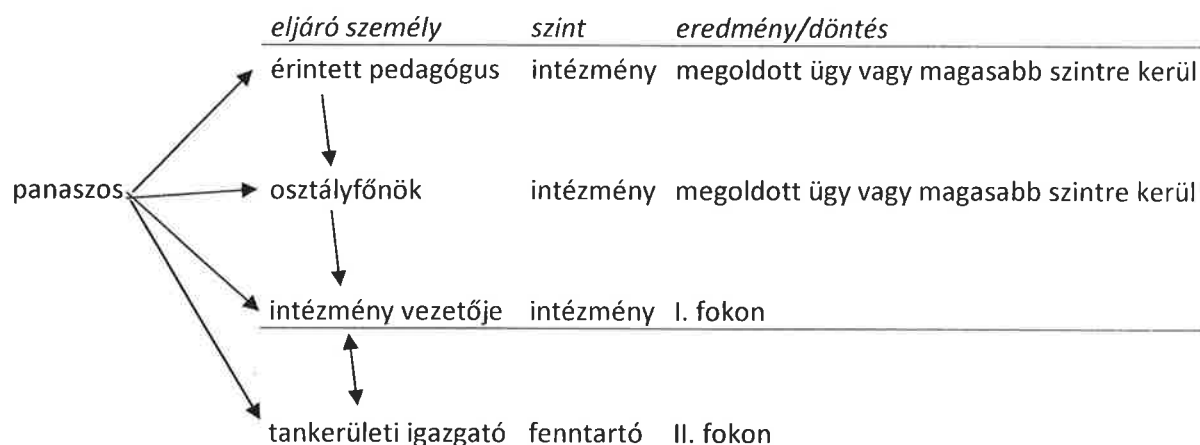 eljáró személy szint eredmény/döntés
érintett pedagógus intézmény megoldott ügy vagy magasabb szintre kerül
panaszos osztályfőnök intézmény megoldott ügy vagy magasabb szintre kerül
intézmény vezetője intézmény I. fokon
tankerületi igazgató fenntartó II. fokon